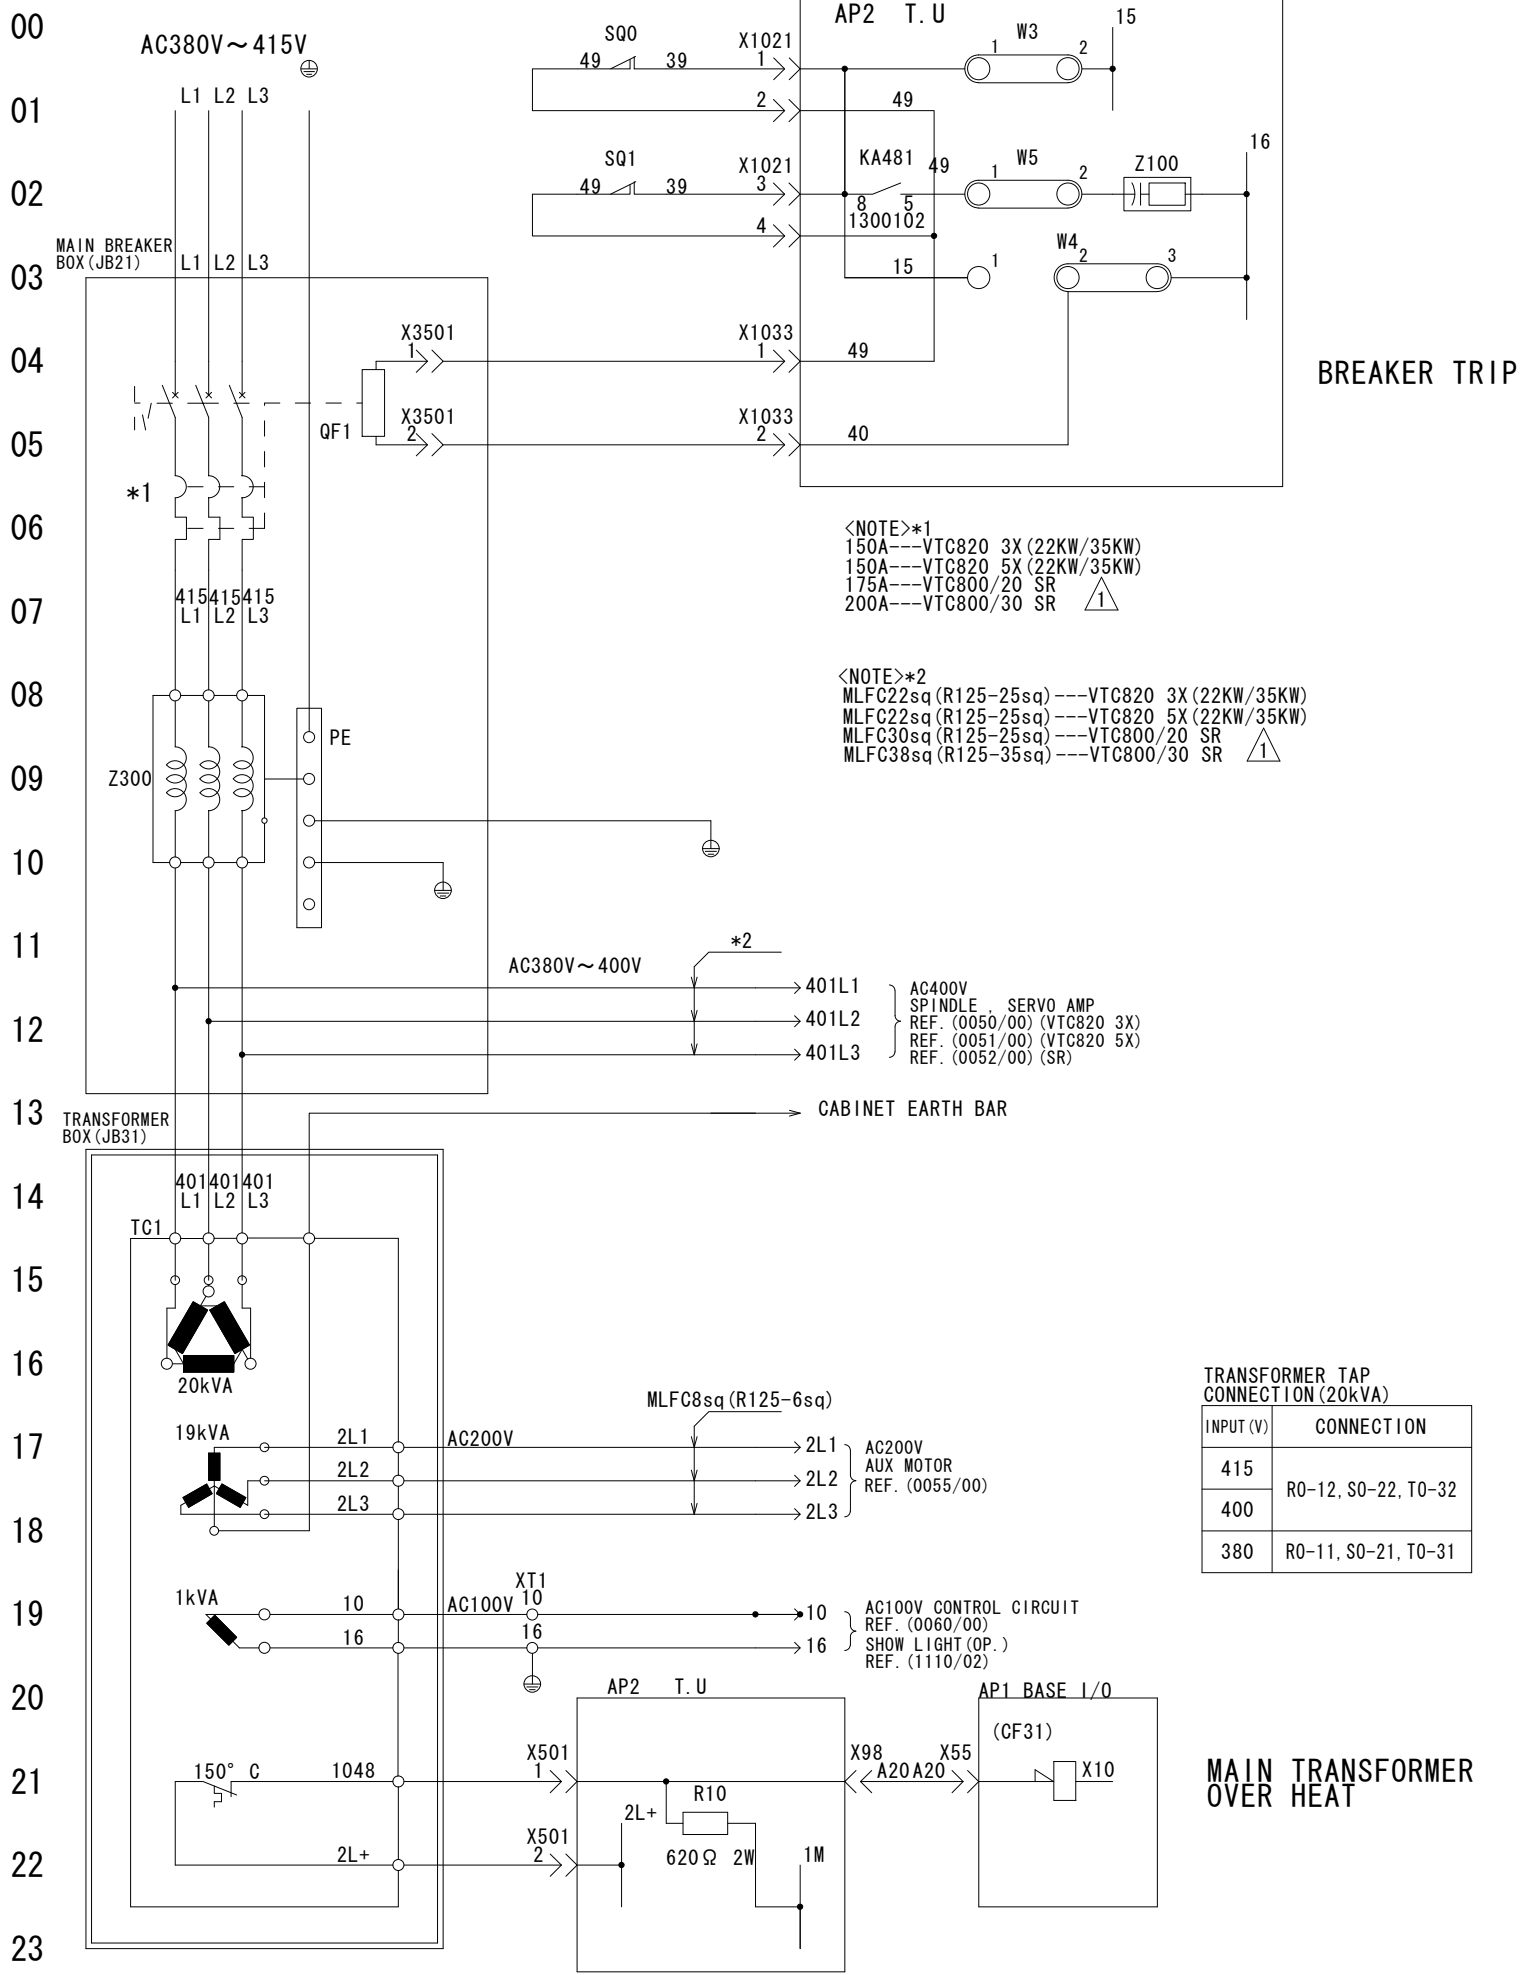 00
AC380V～415V
L1 L2 L3
AP2 T.U
SQ0
49 39
X1021
1
W3
1 2
15
01
2
49
SQ1
49 39
X1021
3
KA481
49
8 5
1300102
W5
1 2
Z100
16
02
4
MAIN BREAKER
BOX(JB21)
L1 L2 L3
03
15
1
W4
2 3
04
X3501
1
X1033
1
49
BREAKER TRIP
QF1
05
X3501
2
X1033
2
40
*1
06
<NOTE>*1
150A---VTC820 3X(22KW/35KW)
150A---VTC820 5X(22KW/35KW)
175A---VTC800/20 SR
200A---VTC800/30 SR 1
07
415 415 415
L1 L2 L3
<NOTE>*2
MLFC22sq(R125-25sq)---VTC820 3X(22KW/35KW)
MLFC22sq(R125-25sq)---VTC820 5X(22KW/35KW)
MLFC30sq(R125-25sq)---VTC800/20 SR
MLFC38sq(R125-35sq)---VTC800/30 SR 1
08
PE
09
Z300
10
11
AC380V～400V
*2
401L1
401L2
401L3
AC400V
SPINDLE , SERVO AMP
REF.(0050/00)(VTC820 3X)
REF.(0051/00)(VTC820 5X)
REF.(0052/00)(SR)
12
13
TRANSFORMER
BOX(JB31)
CABINET EARTH BAR
14
401 401 401
L1 L2 L3
TC1
15
16
20kVA
TRANSFORMER TAP
CONNECTION(20kVA)
INPUT(V) CONNECTION
415
400
R0-12,S0-22,T0-32
380 R0-11,S0-21,T0-31
17
19kVA
2L1
2L2
2L3
AC200V
MLFC8sq(R125-6sq)
2L1
2L2
2L3
AC200V
AUX MOTOR
REF.(0055/00)
18
19
1kVA
10
16
AC100V
XT1
10
16
10
16
AC100V CONTROL CIRCUIT
REF.(0060/00)
SHOW LIGHT(OP.)
REF.(1110/02)
20
AP2 T.U
AP1 BASE I/O
(CF31)
21
150° C
1048
X501
1
R10
X98
A20 A20
X55
X10
MAIN TRANSFORMER
OVER HEAT
22
2L+
X501
2
2L+
620Ω 2W
1M
23